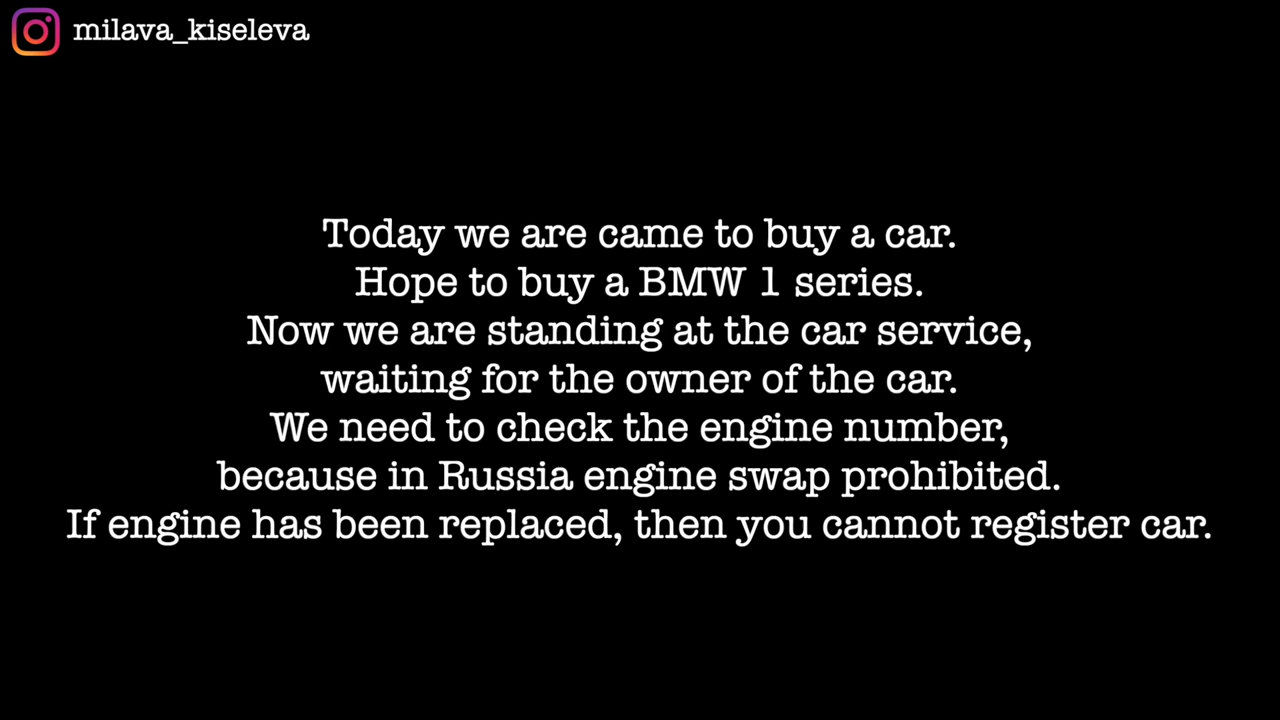 milava_kiseleva
Today we are came to buy a car.
Hope to buy a BMW 1 series.
Now we are standing at the car service,
waiting for the owner of the car.
We need to check the engine number,
because in Russia engine swap prohibited.
If engine has been replaced, then you cannot register car.